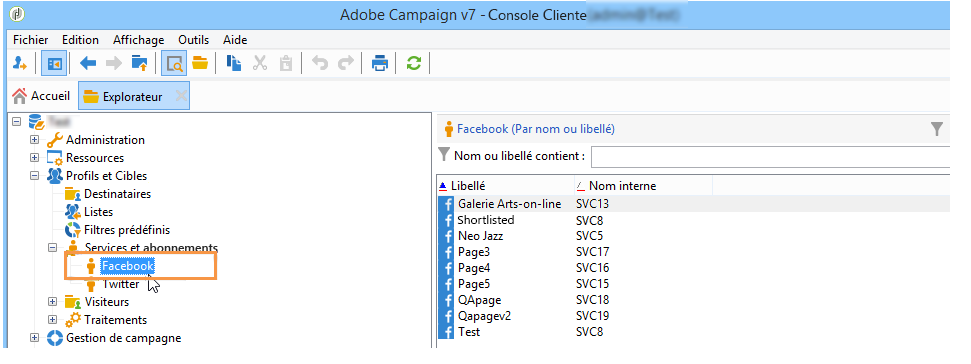 Adobe Campaign v7 - Console Cliente
Fichier Edition Affichage Outils Aide
Accueil Explorateur
Administration
Ressources
Profils et Cibles
Destinataires
Listes
Filtres prédéfinis
Services et abonnements
Facebook
Twitter
Visiteurs
Traitements
Gestion de campagne
Facebook (Par nom ou libellé)
Nom ou libellé contient :
Libellé Nom interne
Galerie Arts-on-line SVC13
Shortlisted SVC8
Neo Jazz SVC5
Page3 SVC17
Page4 SVC16
Page5 SVC15
QApage SVC18
Qapagev2 SVC19
Test SVC8